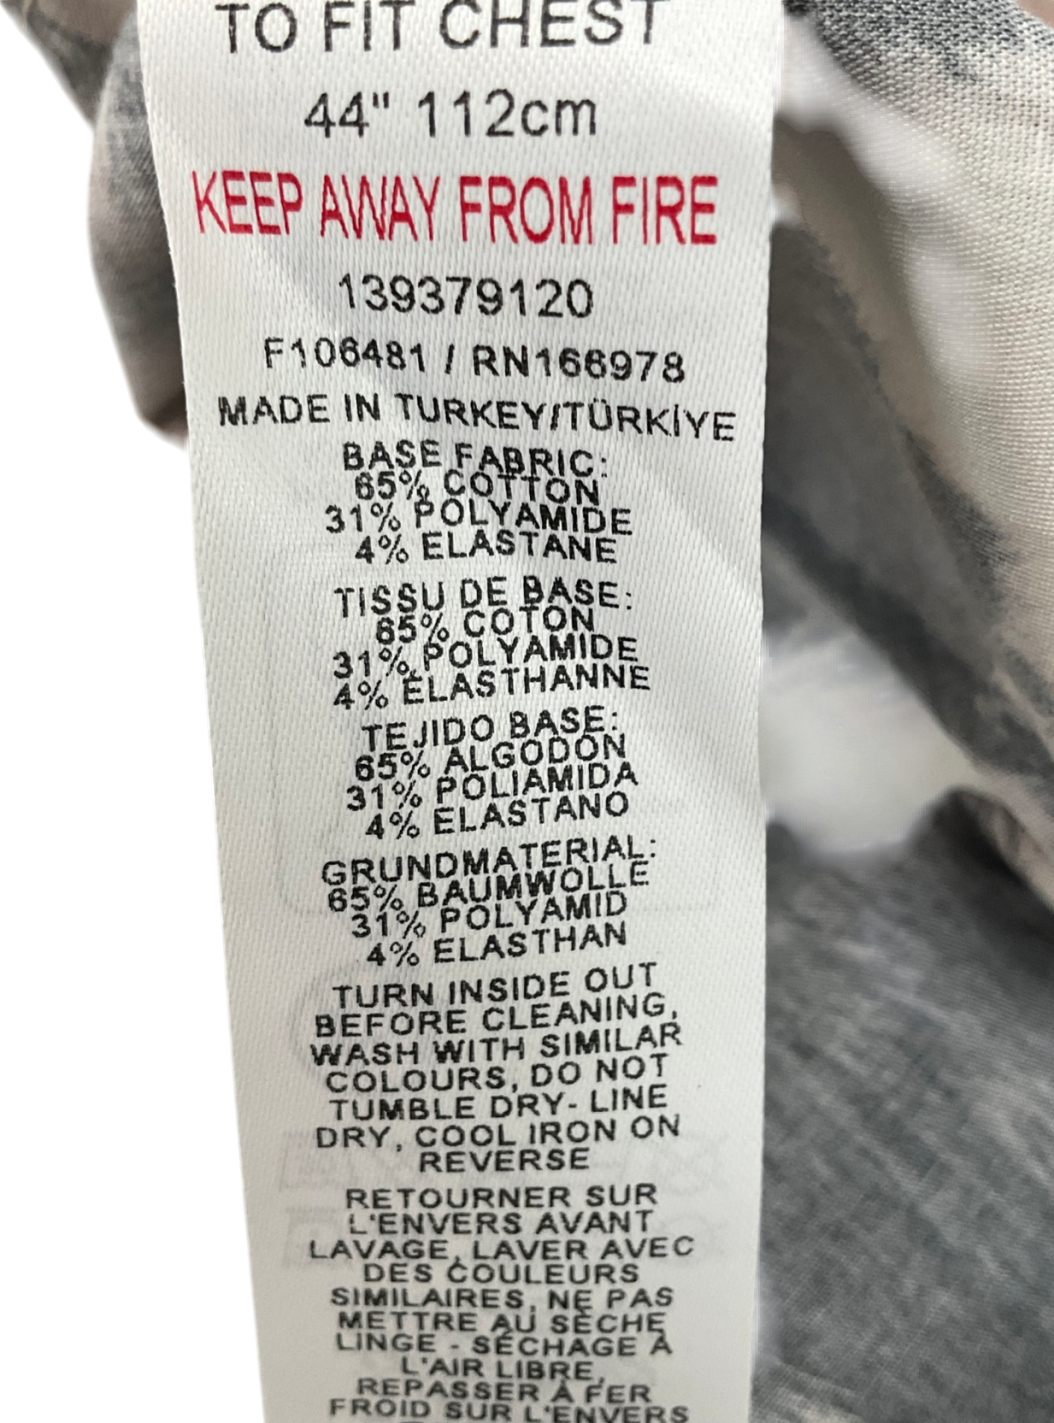 TO FIT CHEST
44" 112cm
KEEP AWAY FROM FIRE
139379120
F106481 / RN166978
MADE IN TURKEY/TÜRKİYE
BASE FABRIC:
65% COTTON
31% POLYAMIDE
4% ELASTANE
TISSU DE BASE:
65% COTON
31% POLYAMIDE
4% ÉLASTHANNE
TEJIDO BASE:
65% ALGODÓN
31% POLIAMIDA
4% ELASTANO
GRUNDMATERIAL:
65% BAUMWOLLE
31% POLYAMID
4% ELASTHAN
TURN INSIDE OUT
BEFORE CLEANING,
WASH WITH SIMILAR
COLOURS, DO NOT
TUMBLE DRY- LINE
DRY, COOL IRON ON
REVERSE
RETOURNER SUR
L'ENVERS AVANT
LAVAGE, LAVER AVEC
DES COULEURS
SIMILAIRES, NE PAS
METTRE AU SÈCHE
LINGE - SÉCHAGE À
L'AIR LIBRE,
REPASSER À FER
FROID SUR L'ENVERS